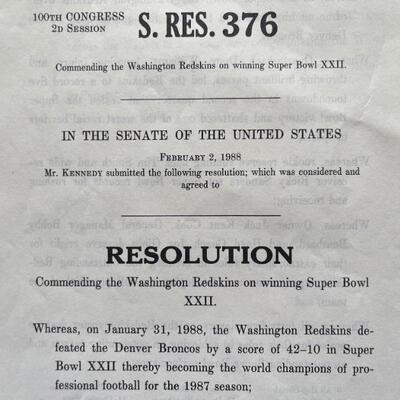 100TH CONGRESS
2D SESSION
S. RES. 376
Commending the Washington Redskins on winning Super Bowl XXII.
IN THE SENATE OF THE UNITED STATES
FEBRUARY 2, 1988
Mr. KENNEDY submitted the following resolution; which was considered and
agreed to
RESOLUTION
Commending the Washington Redskins on winning Super Bowl
XXII.
Whereas, on January 31, 1988, the Washington Redskins de-
feated the Denver Broncos by a score of 42–10 in Super
Bowl XXII thereby becoming the world champions of pro-
fessional football for the 1987 season;